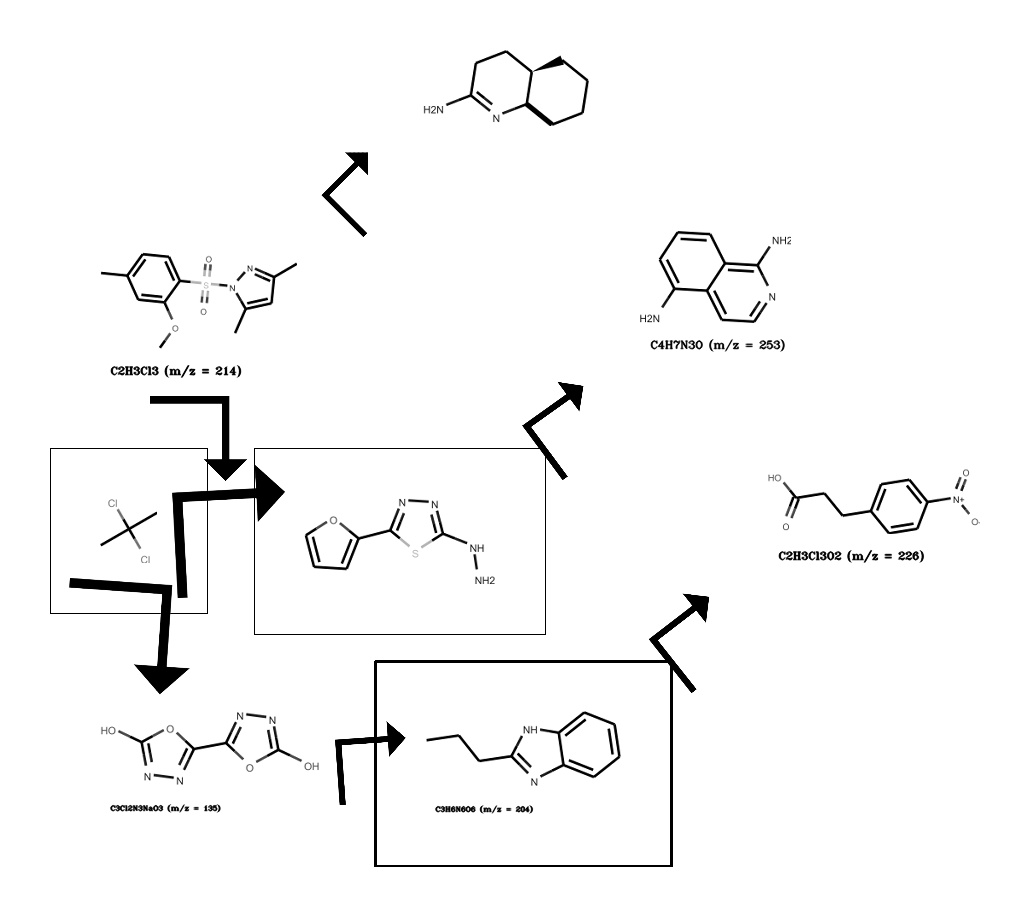 H2N
N
NH2
N
H2N
C4H7N3O (m/z = 253)
O
S
O
N
N
O
C2H3Cl3 (m/z = 214)
Cl
Cl
O
N
N
S
NH
NH2
HO
O
O
N+
O-
C2H3Cl3O2 (m/z = 226)
HO
O
N
N
N
N
O
OH
C3Cl2N3NaO3 (m/z = 135)
NH
N
C3H6N6O6 (m/z = 204)